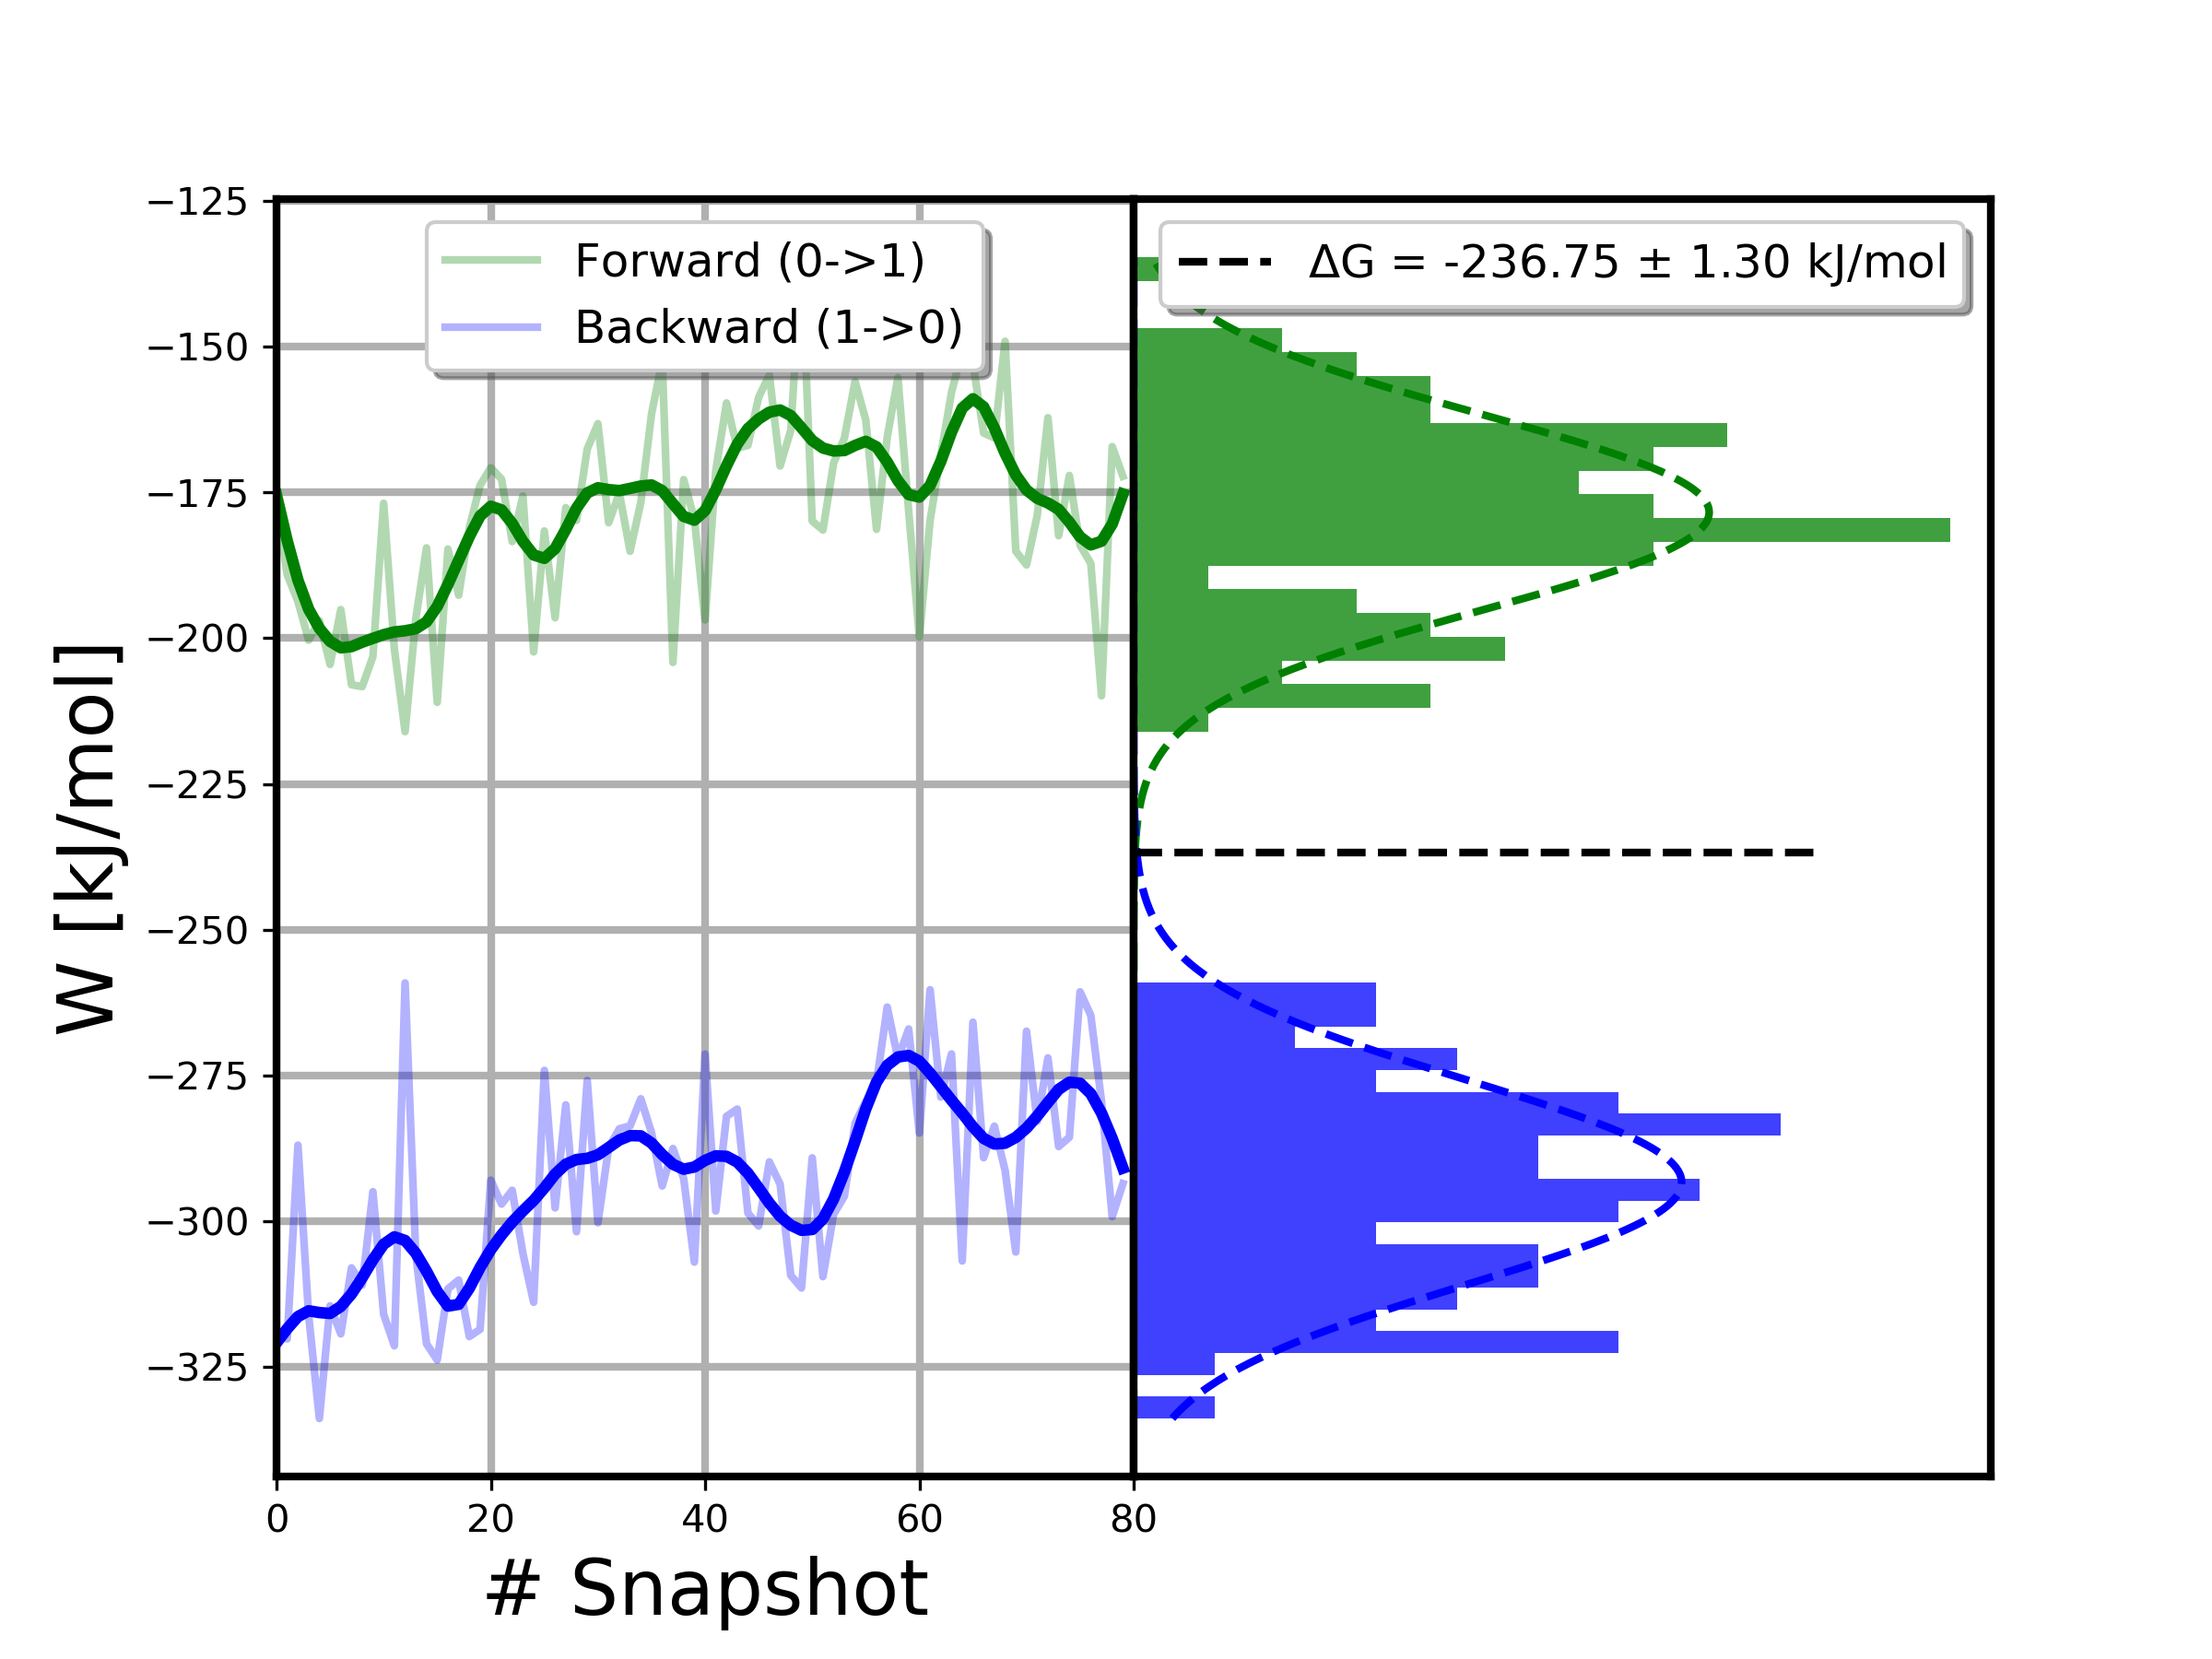 Forward (0->1)
Backward (1->0)
ΔG = -236.75 ± 1.30 kJ/mol
W [kJ/mol]
−125
−150
−175
−200
−225
−250
−275
−300
−325
0 20 40 60 80
# Snapshot